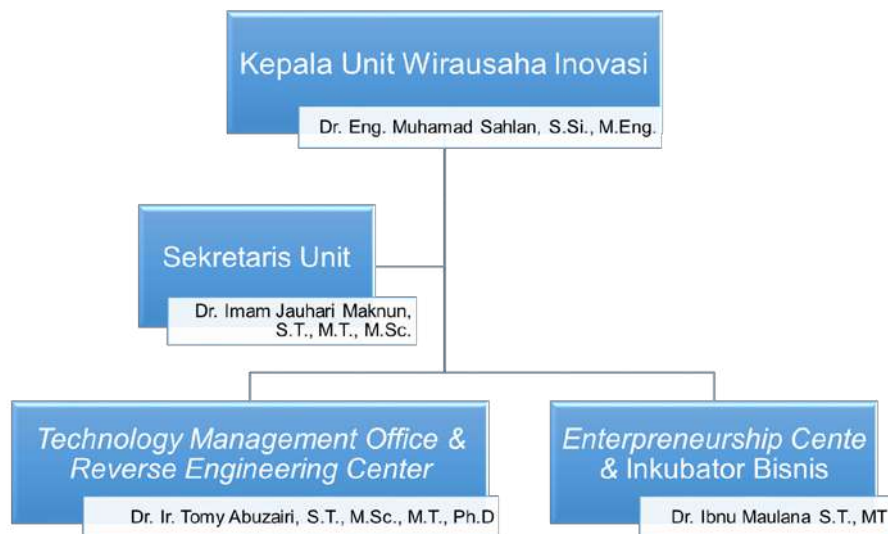 Kepala Unit Wirausaha Inovasi
Dr. Eng. Muhamad Sahlan, S.Si., M.Eng.
Sekretaris Unit
Dr. Imam Jauhari Maknun,
S.T., M.T., M.Sc.
Technology Management Office &
Reverse Engineering Center
Dr. Ir. Tomy Abuzairi, S.T., M.Sc., M.T., Ph.D
Enterpreneurship Cente
& Inkubator Bisnis
Dr. Ibnu Maulana S.T., MT